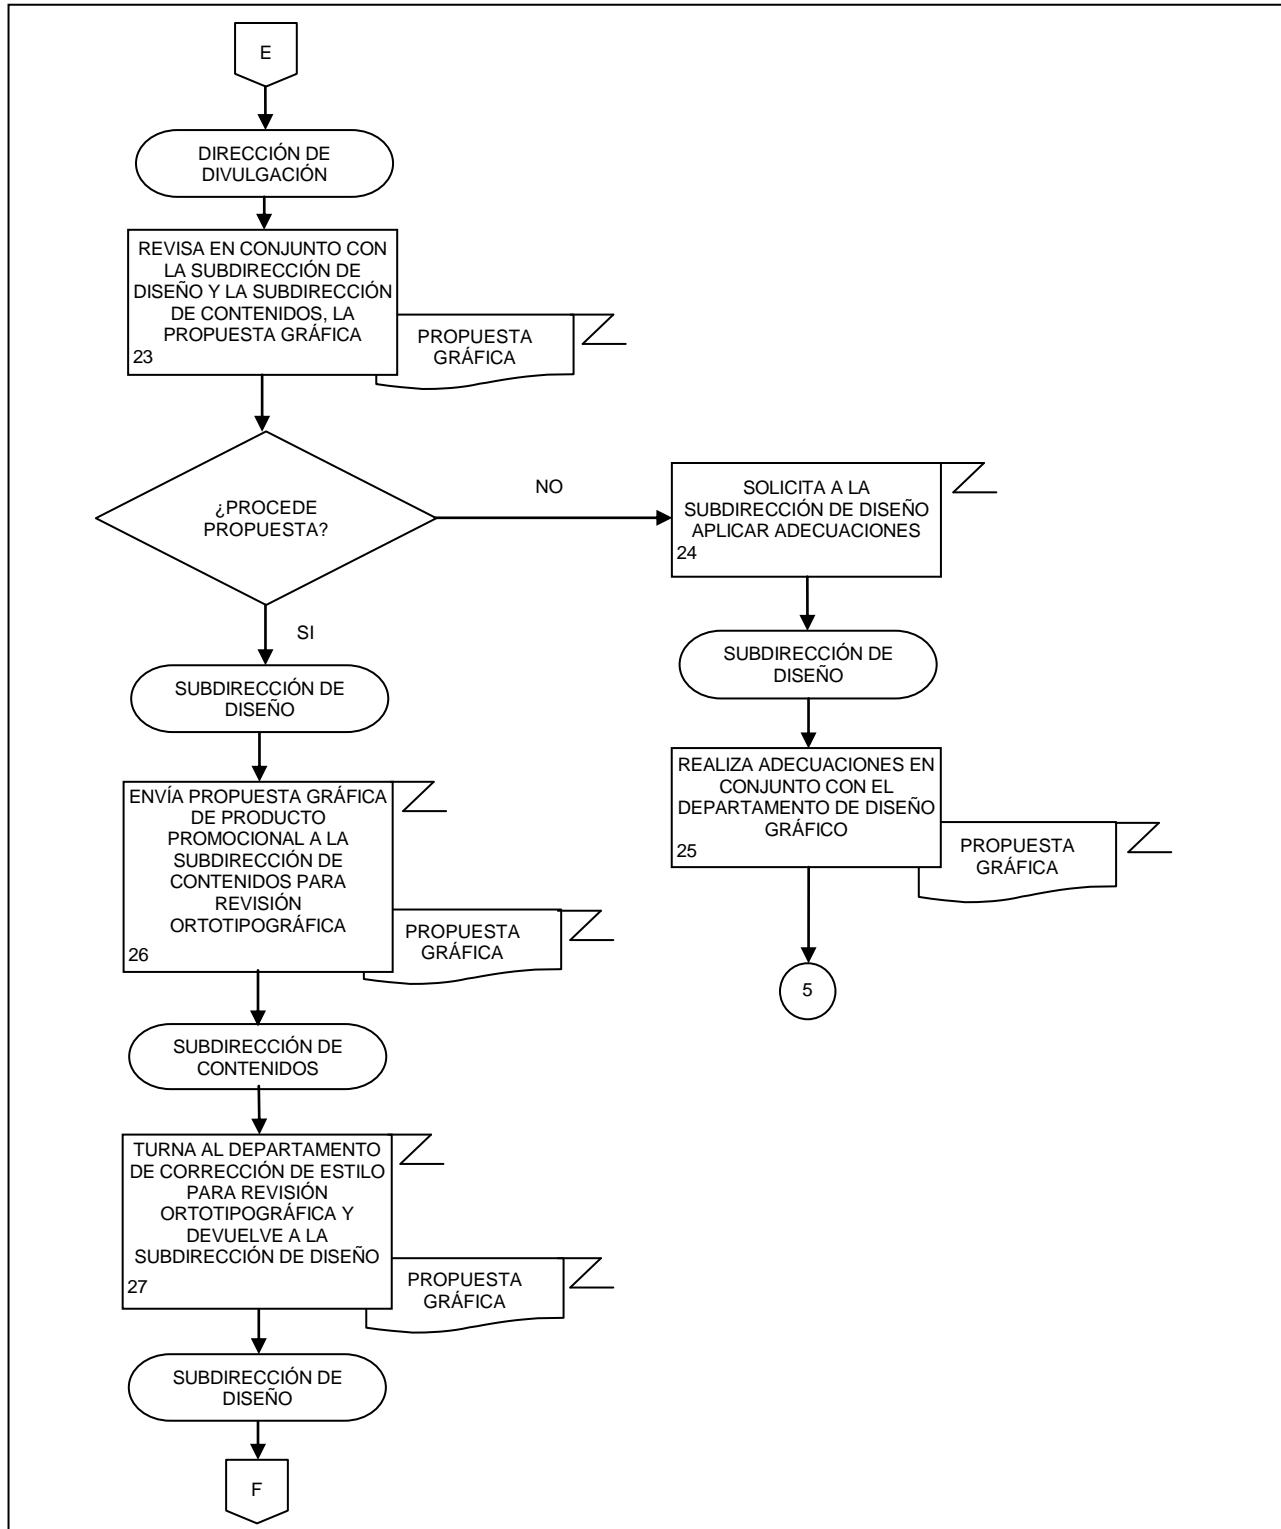 E
DIRECCIÓN DE
DIVULGACIÓN
REVISA EN CONJUNTO CON
LA SUBDIRECCIÓN DE
DISEÑO Y LA SUBDIRECCIÓN
DE CONTENIDOS, LA
PROPUESTA GRÁFICA
23
PROPUESTA
GRÁFICA
¿PROCEDE
PROPUESTA?
NO
SOLICITA A LA
SUBDIRECCIÓN DE DISEÑO
APLICAR ADECUACIONES
24
SUBDIRECCIÓN DE
DISEÑO
REALIZA ADECUACIONES EN
CONJUNTO CON EL
DEPARTAMENTO DE DISEÑO
GRÁFICO
25
PROPUESTA
GRÁFICA
5
SI
SUBDIRECCIÓN DE
DISEÑO
ENVÍA PROPUESTA GRÁFICA
DE PRODUCTO
PROMOCIONAL A LA
SUBDIRECCIÓN DE
CONTENIDOS PARA
REVISIÓN
ORTOTIPOGRÁFICA
26
PROPUESTA
GRÁFICA
SUBDIRECCIÓN DE
CONTENIDOS
TURNA AL DEPARTAMENTO
DE CORRECCIÓN DE ESTILO
PARA REVISIÓN
ORTOTIPOGRÁFICA Y
DEVUELVE A LA
SUBDIRECCIÓN DE DISEÑO
27
PROPUESTA
GRÁFICA
SUBDIRECCIÓN DE
DISEÑO
F